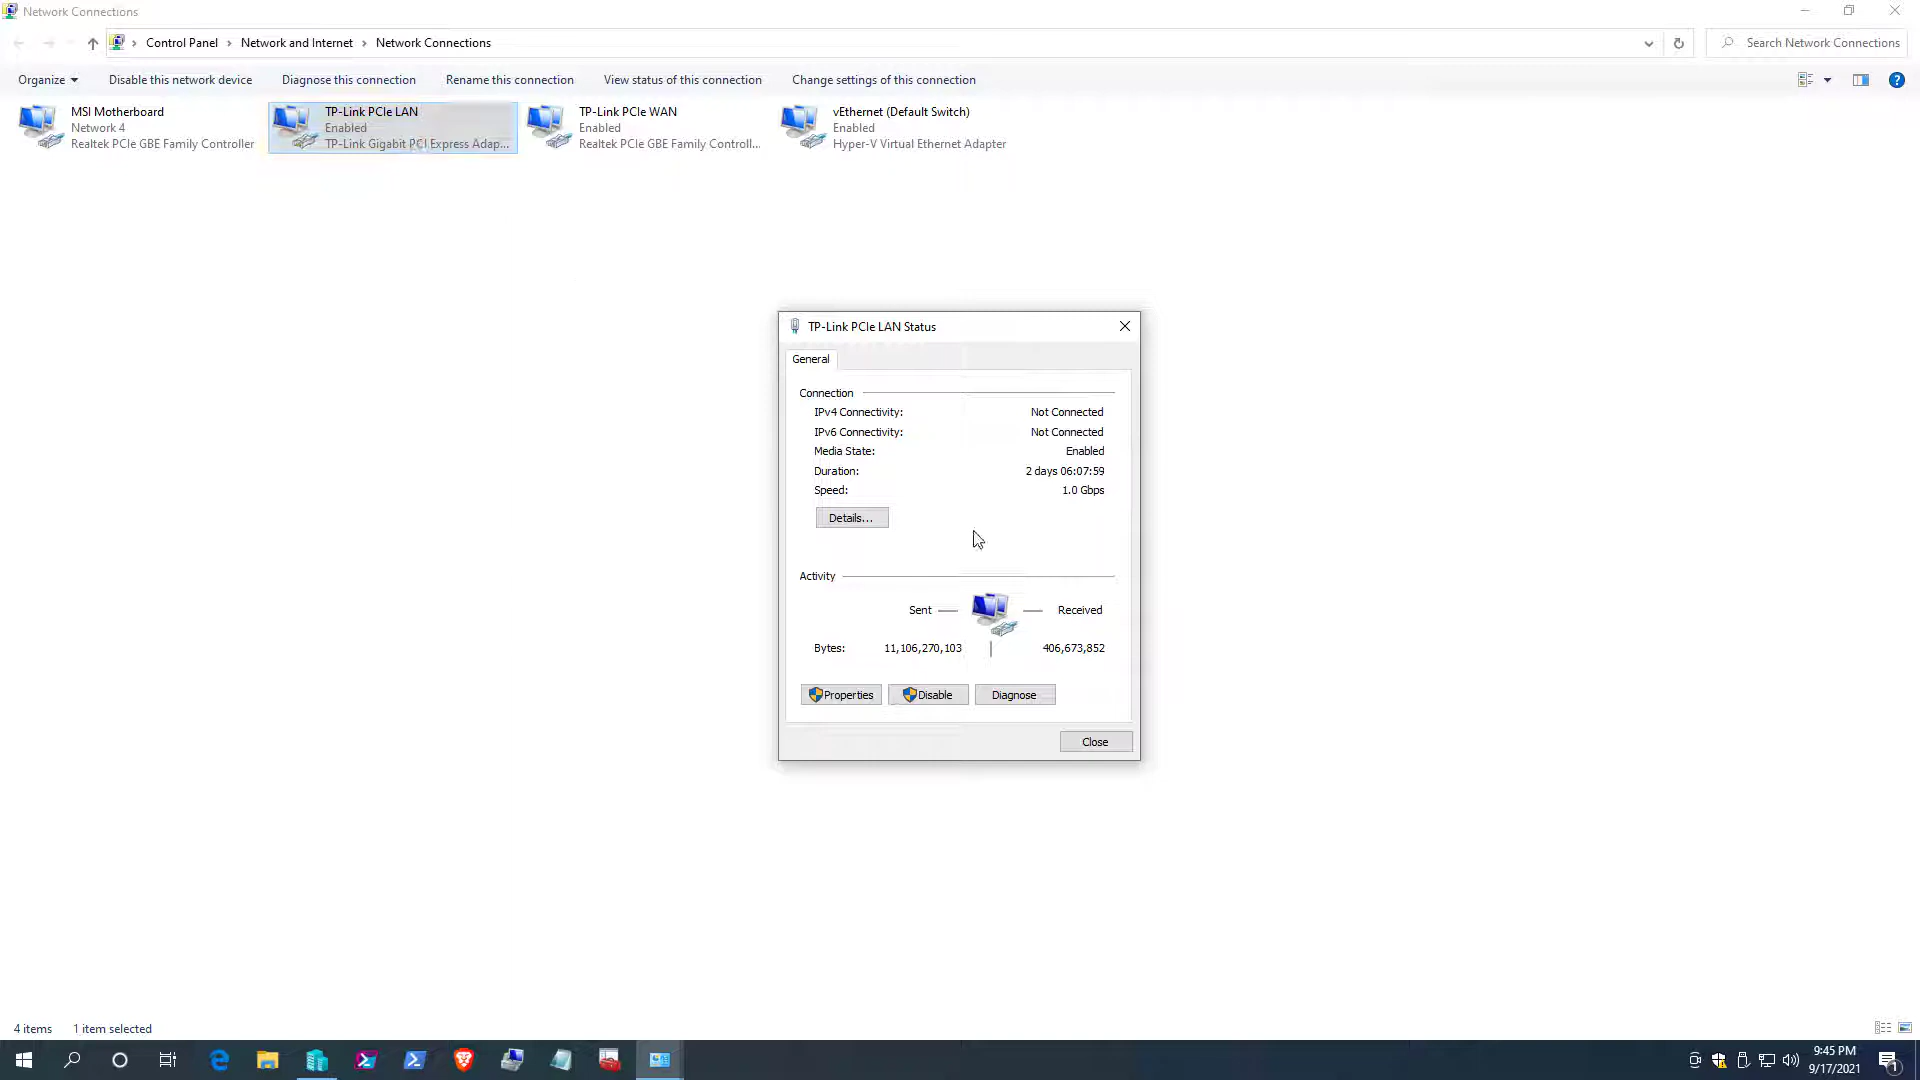 Network Connections
Control Panel
Network and Internet
Network Connections
Search Network Connections
Organize
Disable this network device
Diagnose this connection
Rename this connection
View status of this connection
Change settings of this connection
MSI Motherboard
Network 4
Realtek PCIe GBE Family Controller
TP-Link PCIe LAN
Enabled
TP-Link Gigabit PCI Express Adap...
TP-Link PCIe WAN
Enabled
Realtek PCIe GBE Family Controll...
vEthernet (Default Switch)
Enabled
Hyper-V Virtual Ethernet Adapter
TP-Link PCIe LAN Status
General
Connection
IPv4 Connectivity: Not Connected
IPv6 Connectivity: Not Connected
Media State: Enabled
Duration: 2 days 06:07:59
Speed: 1.0 Gbps
Details...
Activity
Sent Received
Bytes: 11,106,270,103 406,673,852
Properties
Disable
Diagnose
Close
4 items
1 item selected
9:45 PM
9/17/2021
1